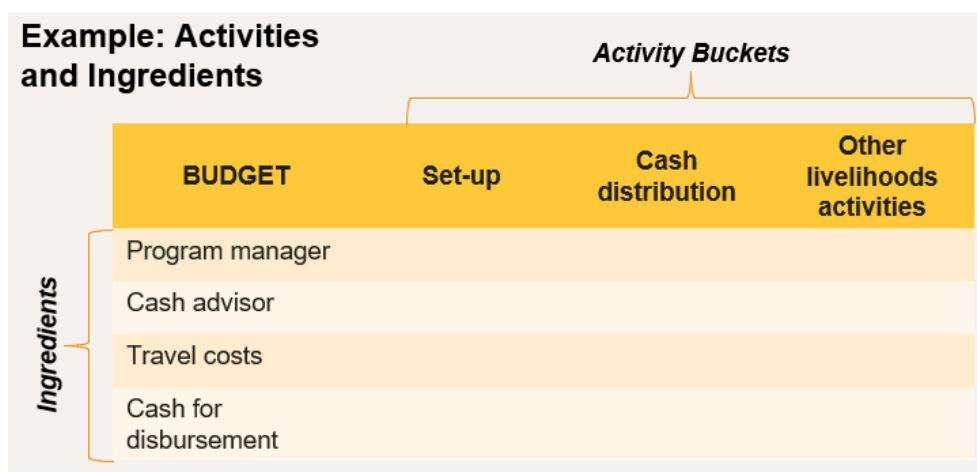 Example: Activities
and Ingredients
Activity Buckets
BUDGET
Set-up
Cash
distribution
Other
livelihoods
activities
Ingredients
Program manager
Cash advisor
Travel costs
Cash for
disbursement